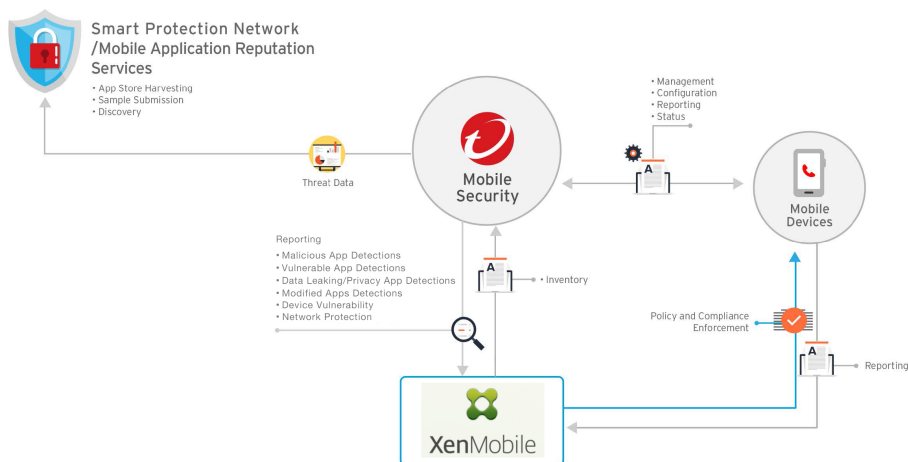 Smart Protection Network
/Mobile Application Reputation
Services
• App Store Harvesting
• Sample Submission
• Discovery
Threat Data
Mobile
Security
• Management
• Configuration
• Reporting
• Status
A
Mobile
Devices
Reporting
• Malicious App Detections
• Vulnerable App Detections
• Data Leaking/Privacy App Detections
• Modified Apps Detections
• Device Vulnerability
• Network Protection
A
• Inventory
Policy and Compliance
Enforcement
A
Reporting
XenMobile